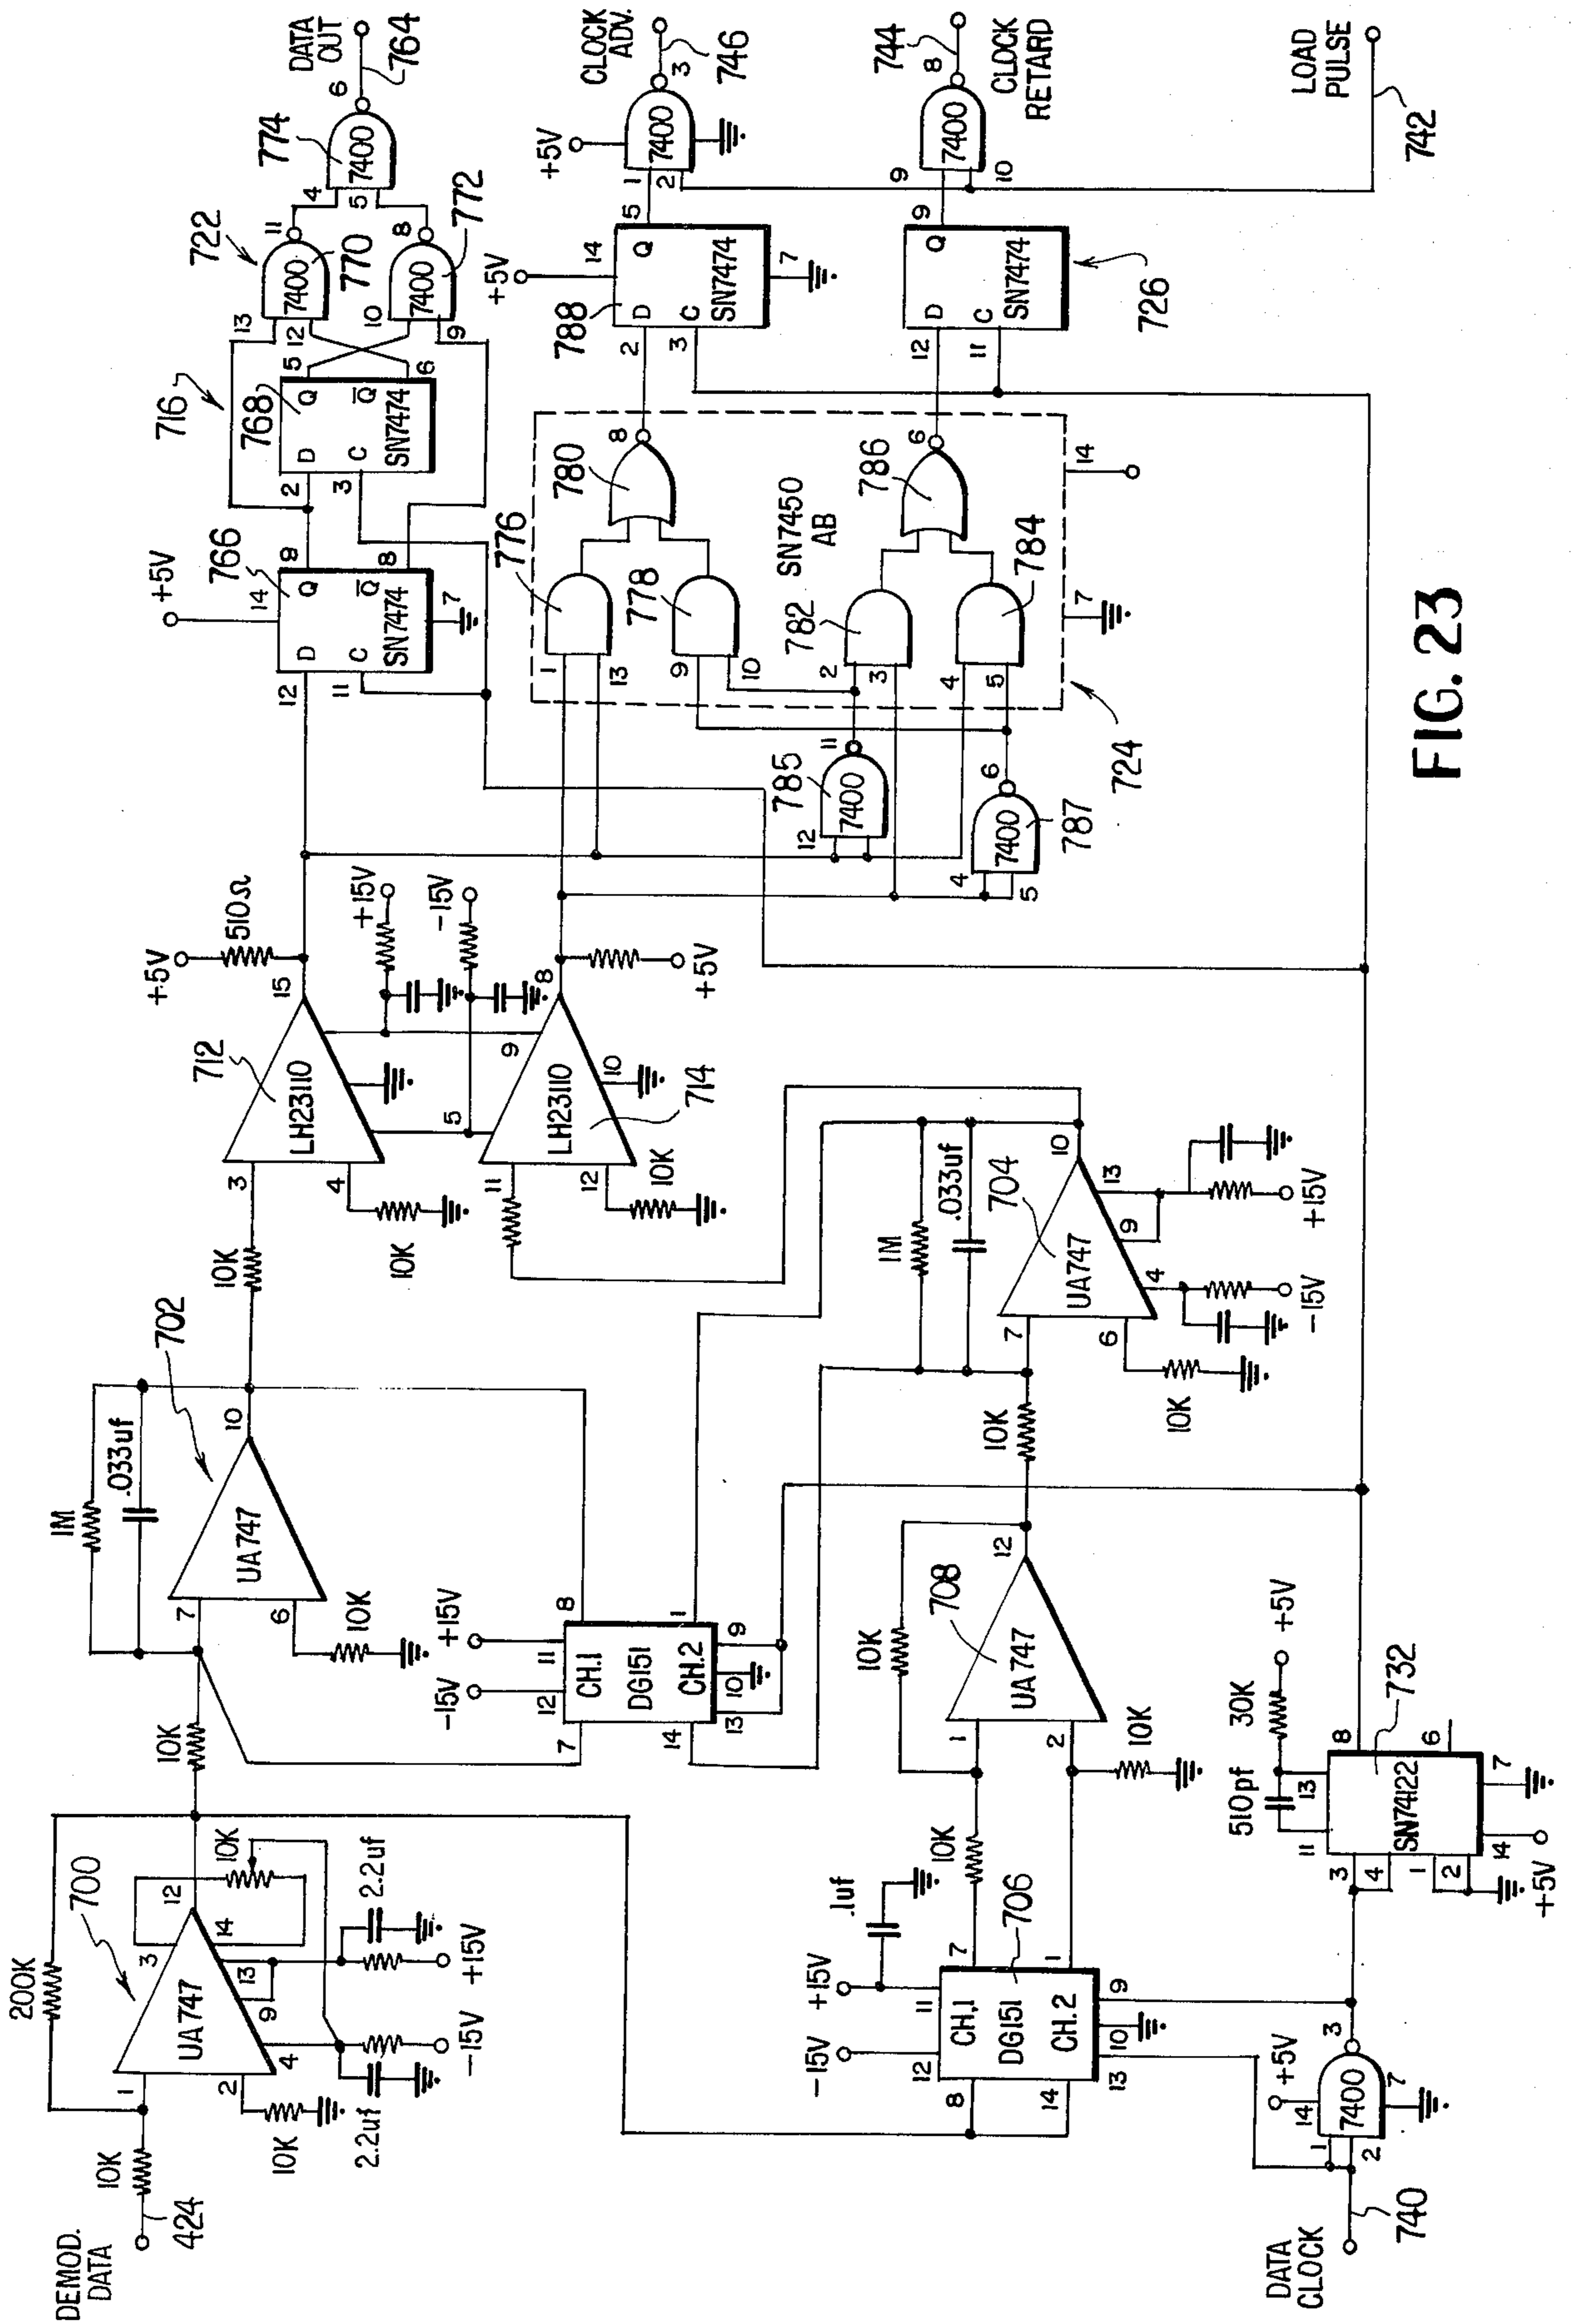 DEMOD.
DATA
424
10K
200K
700
UA747
1
2
3
12
14
13
9
4
10K
10K
2.2uf
2.2uf
-15V
+15V
10K
1M
.033uf
702
UA747
7
6
10
10K
10K
712
LH23110
3
4
15
10K
+5V
510Ω
+15V
-15V
5
9
LH23110
11
12
8
10
714
10K
+5V
-15V
+15V
12
11
7
8
CH.1
DG151
CH.2
14
1
13
10
9
716
+5V
14
766
12
D
Q
9
11
C
Q
8
SN7474
7
768
2
D
Q
5
3
C
Q
6
SN7474
722
13
12
7400
11
770
10
9
7400
8
772
774
4
5
7400
6
DATA
OUT
764
776
1
13
778
9
10
780
8
SN7450
AB
782
2
3
784
4
5
786
6
14
7
724
785
12
7400
11
787
4
5
7400
6
+5V
788
14
2
D
Q
5
3
C
SN7474
7
12
D
Q
9
11
C
SN7474
726
+5V
1
2
7400
3
CLOCK
ADV.
746
9
10
7400
8
744
CLOCK
RETARD
LOAD
PULSE
742
-15V
+15V
.1uf
12
11
8
7
CH.1
DG151
CH.2
14
1
13
10
9
706
10K
10K
708
UA747
1
2
12
10K
10K
1M
.033uf
704
UA747
7
6
10
13
9
4
10K
-15V
+15V
DATA
CLOCK
740
1
2
14
+5V
7400
3
7
510pf
30K
+5V
11
13
3
4
1
2
SN74122
8
6
14
7
+5V
732
FIG. 23